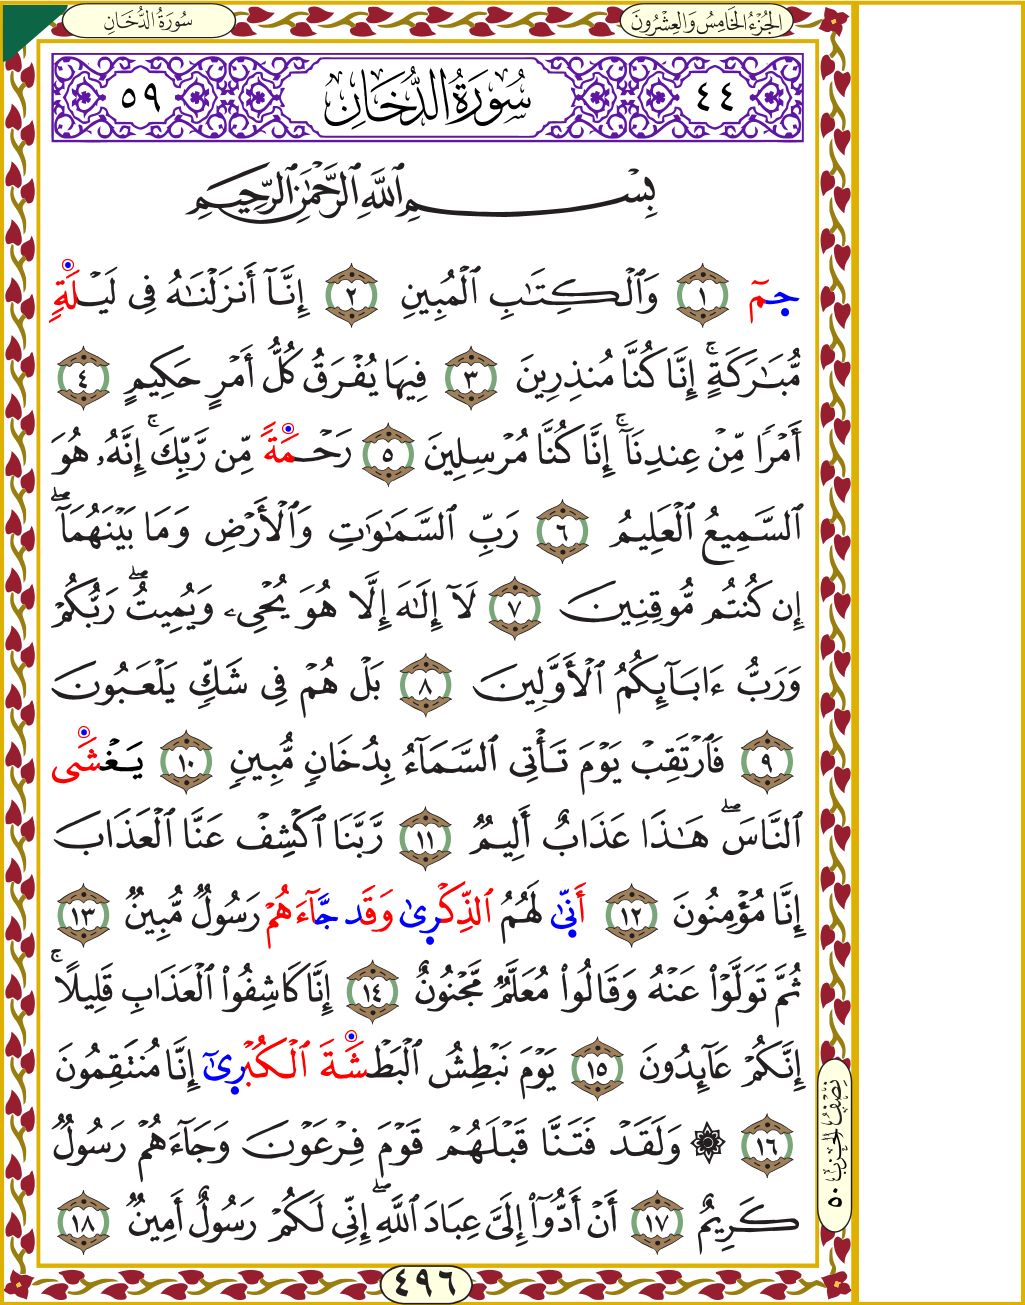 الجُزْءُ الخَامِسُ وَالعِشْرُونَ
سُورَةُ الدُّخَانِ
٤٤ سُورَةُ الدُّخَانِ ٥٩
بِسْمِ ٱللَّهِ ٱلرَّحْمَٰنِ ٱلرَّحِيمِ
حمٓ ١ وَٱلْكِتَٰبِ ٱلْمُبِينِ ٢ إِنَّآ أَنزَلْنَٰهُ فِى لَيْلَةٍ
مُّبَٰرَكَةٍۚ إِنَّا كُنَّا مُنذِرِينَ ٣ فِيهَا يُفْرَقُ كُلُّ أَمْرٍ حَكِيمٍ ٤
أَمْرًا مِّنْ عِندِنَآۚ إِنَّا كُنَّا مُرْسِلِينَ ٥ رَحْمَةً مِّن رَّبِّكَۚ إِنَّهُۥ هُوَ
ٱلسَّمِيعُ ٱلْعَلِيمُ ٦ رَبِّ ٱلسَّمَٰوَٰتِ وَٱلْأَرْضِ وَمَا بَيْنَهُمَآۖ
إِن كُنتُم مُّوقِنِينَ ٧ لَآ إِلَٰهَ إِلَّا هُوَ يُحْىِۦ وَيُمِيتُۖ رَبُّكُمْ
وَرَبُّ ءَابَآئِكُمُ ٱلْأَوَّلِينَ ٨ بَلْ هُمْ فِى شَكٍّ يَلْعَبُونَ
٩ فَٱرْتَقِبْ يَوْمَ تَأْتِى ٱلسَّمَآءُ بِدُخَانٍ مُّبِينٍ ١٠ يَغْشَى
ٱلنَّاسَۖ هَٰذَا عَذَابٌ أَلِيمٌ ١١ رَّبَّنَا ٱكْشِفْ عَنَّا ٱلْعَذَابَ
إِنَّا مُؤْمِنُونَ ١٢ أَنَّىٰ لَهُمُ ٱلذِّكْرَىٰ وَقَد جَّآءَهُمْ رَسُولٌ مُّبِينٌ ١٣
ثُمَّ تَوَلَّوْا۟ عَنْهُ وَقَالُوا۟ مُعَلَّمٌ مَّجْنُونٌ ١٤ إِنَّا كَاشِفُوا۟ ٱلْعَذَابِ قَلِيلًاۚ
إِنَّكُمْ عَآئِدُونَ ١٥ يَوْمَ نَبْطِشُ ٱلْبَطْشَةَ ٱلْكُبْرَىٰٓ إِنَّا مُنتَقِمُونَ
١٦ ۞ وَلَقَدْ فَتَنَّا قَبْلَهُمْ قَوْمَ فِرْعَوْنَ وَجَآءَهُمْ رَسُولٌ
كَرِيمٌ ١٧ أَنْ أَدُّوٓا۟ إِلَىَّ عِبَادَ ٱللَّهِۖ إِنِّى لَكُمْ رَسُولٌ أَمِينٌ ١٨
نِصْفُ الحِزْبِ ٥٠
٤٩٦